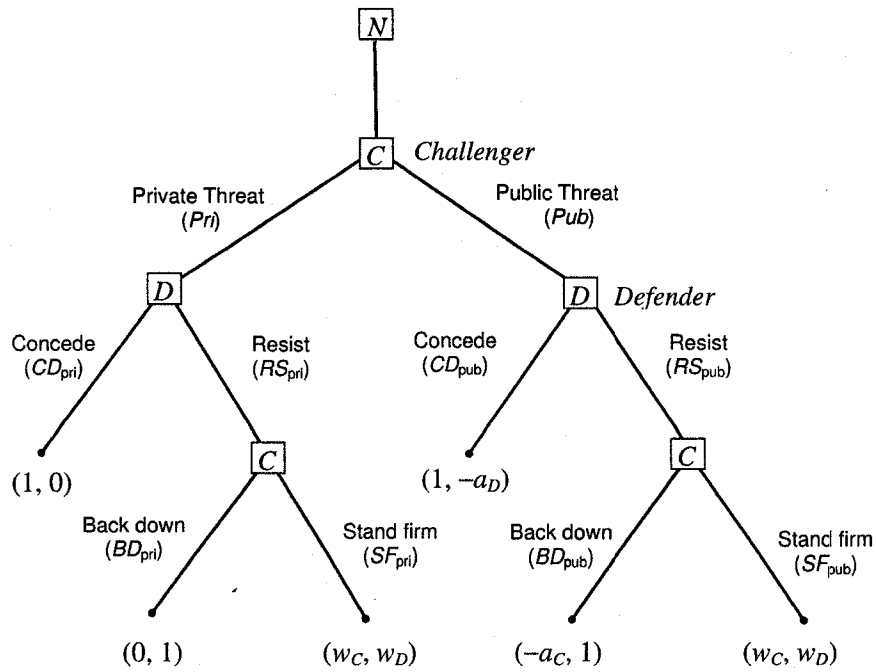 N
C Challenger
Private Threat
(Pri)
Public Threat
(Pub)
D
D Defender
Concede
(CD_pri)
Resist
(RS_pri)
Concede
(CD_pub)
Resist
(RS_pub)
(1, 0)
C
(1, –a_D)
C
Back down
(BD_pri)
Stand firm
(SF_pri)
Back down
(BD_pub)
Stand firm
(SF_pub)
(0, 1)
(w_C, w_D)
(–a_C, 1)
(w_C, w_D)